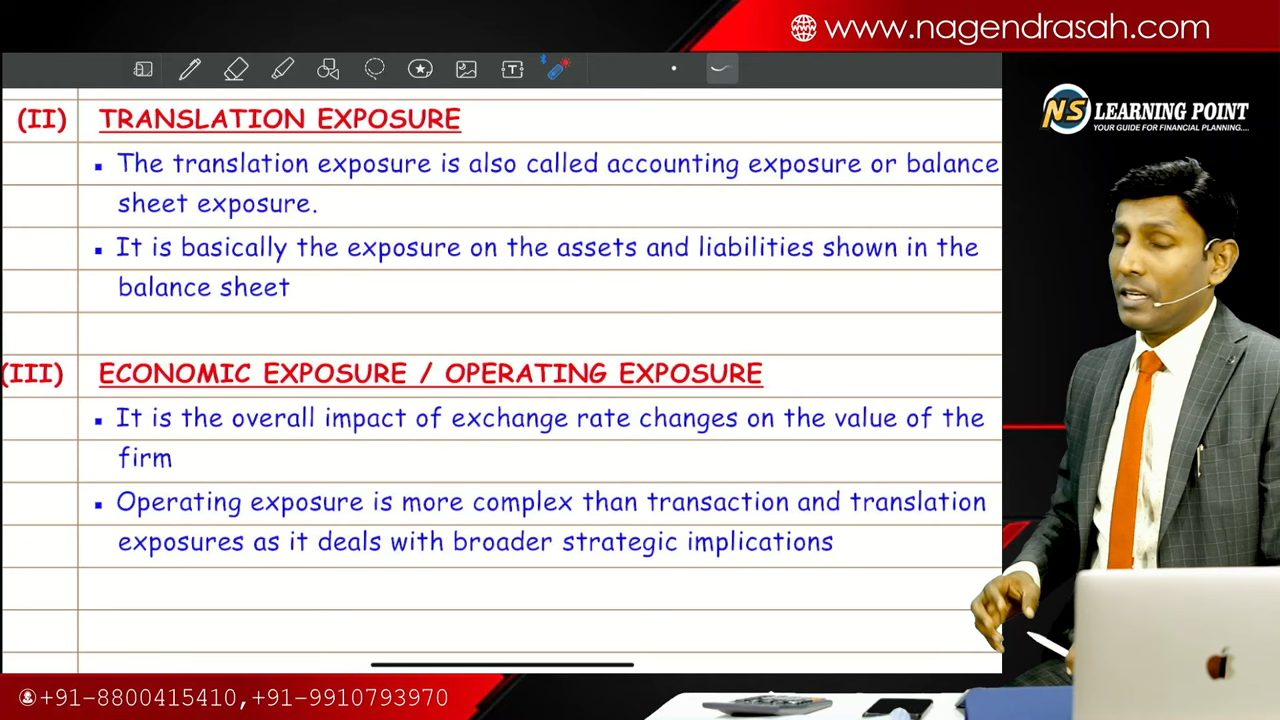 www.nagendrasah.com
NS LEARNING POINT
YOUR GUIDE FOR FINANCIAL PLANNING....
(II) TRANSLATION EXPOSURE
▪ The translation exposure is also called accounting exposure or balance
sheet exposure.
▪ It is basically the exposure on the assets and liabilities shown in the
balance sheet
(III) ECONOMIC EXPOSURE / OPERATING EXPOSURE
▪ It is the overall impact of exchange rate changes on the value of the
firm
▪ Operating exposure is more complex than transaction and translation
exposures as it deals with broader strategic implications
+91-8800415410,+91-9910793970